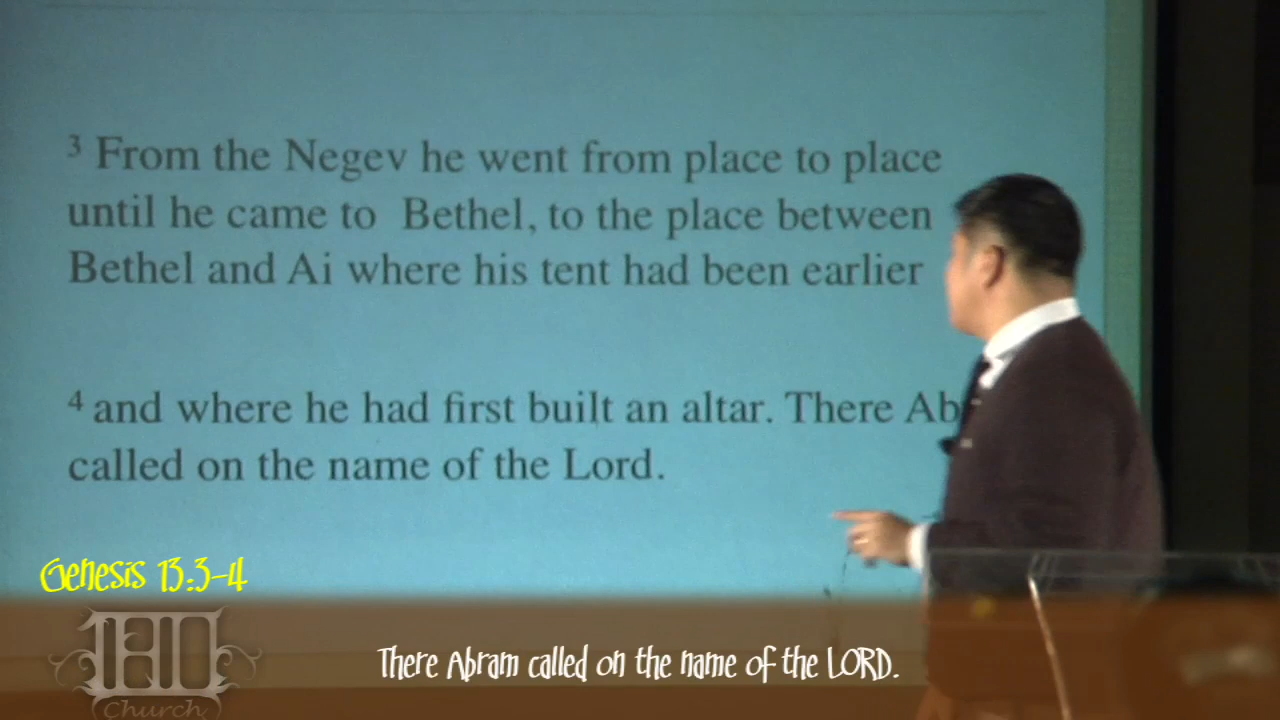 3 From the Negev he went from place to place
until he came to Bethel, to the place between
Bethel and Ai where his tent had been earlier
4 and where he had first built an altar. There Ab
called on the name of the Lord.
Genesis 13:3-4
There Abram called on the name of the LORD.
Church